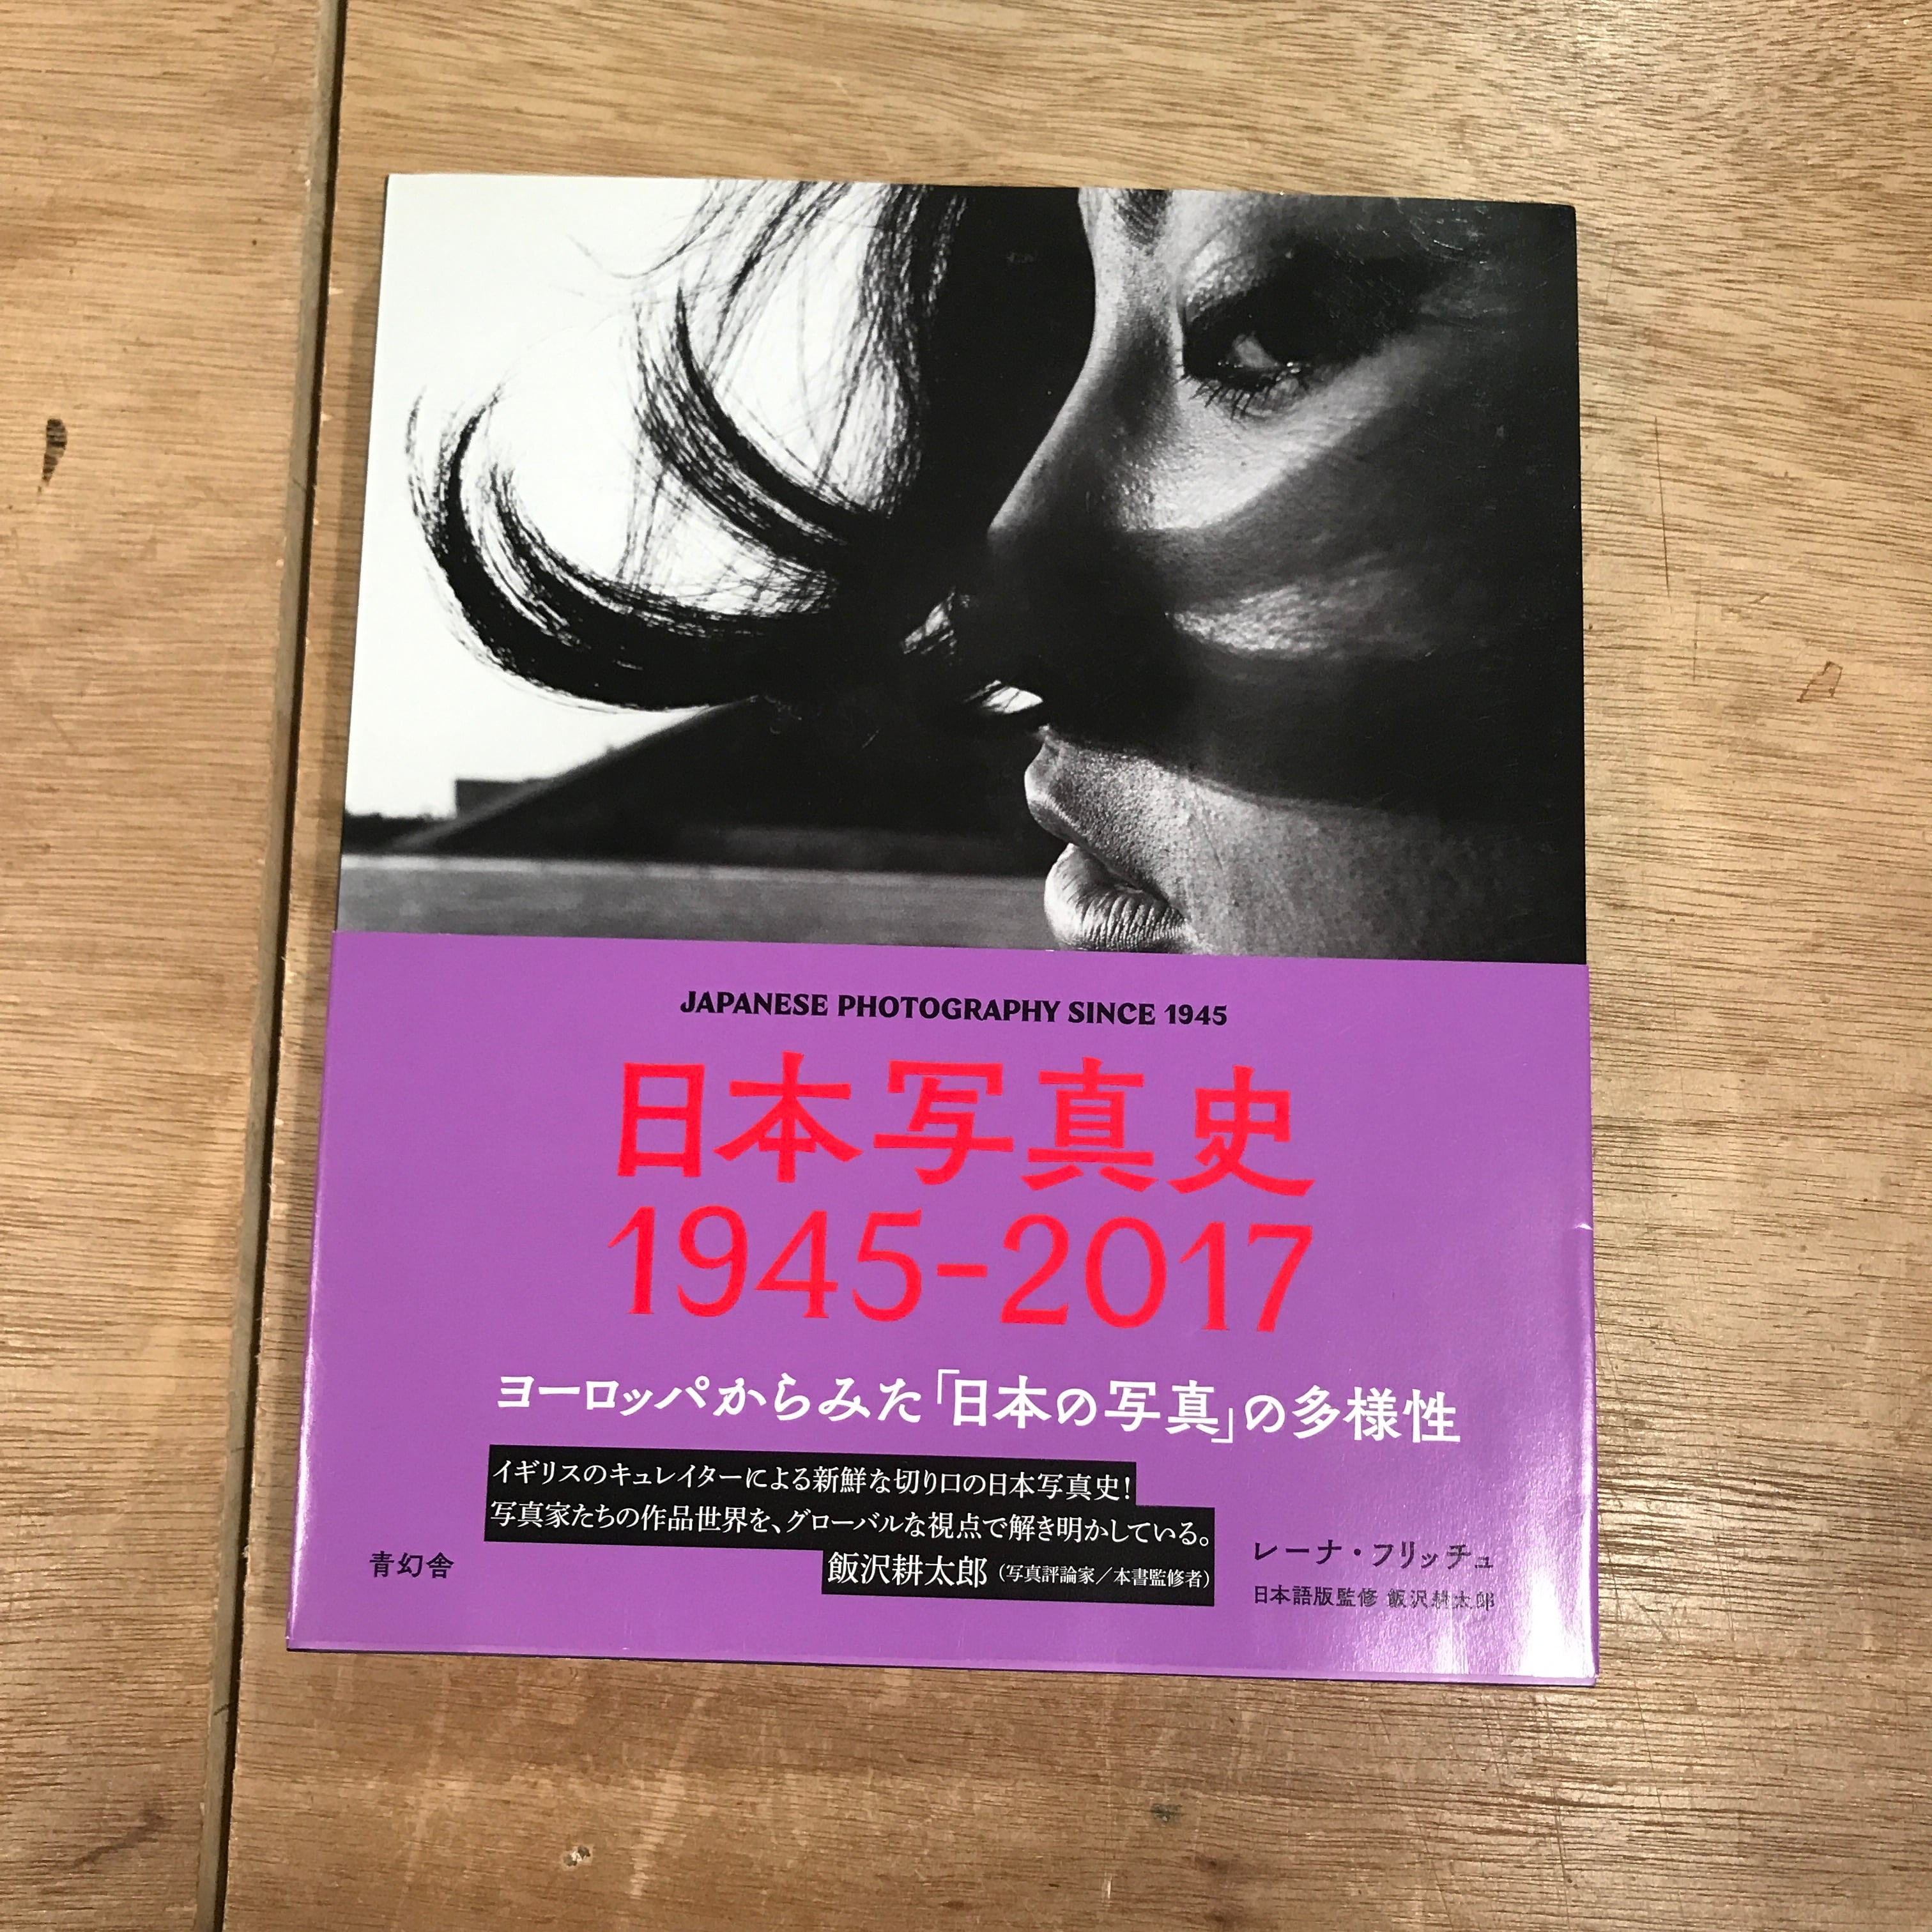 JAPANESE PHOTOGRAPHY SINCE 1945
日本写真史
1945-2017
ヨーロッパからみた「日本の写真」の多様性
イギリスのキュレイターによる新鮮な切り口の日本写真史!
写真家たちの作品世界を、グローバルな視点で解き明かしている。
飯沢耕太郎(写真評論家/本書監修者)
青幻舎
レーナ・フリッチュ
日本語版監修 飯沢耕太郎